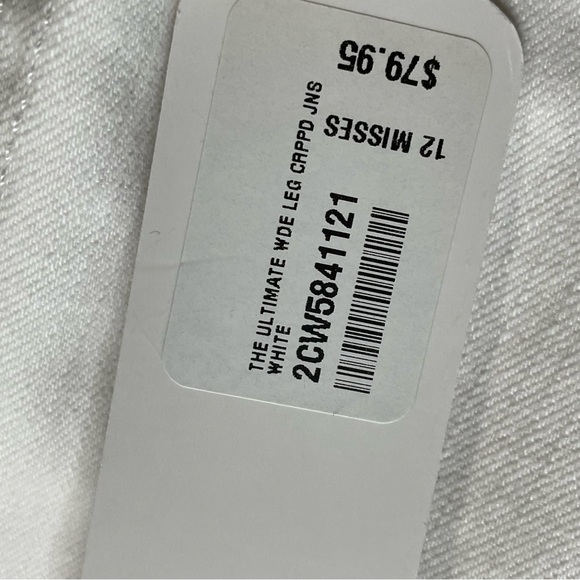 $79.95
12 MISSES
THE ULTIMATE WDE LEG CRPPD JNS
WHITE
2CW5841121